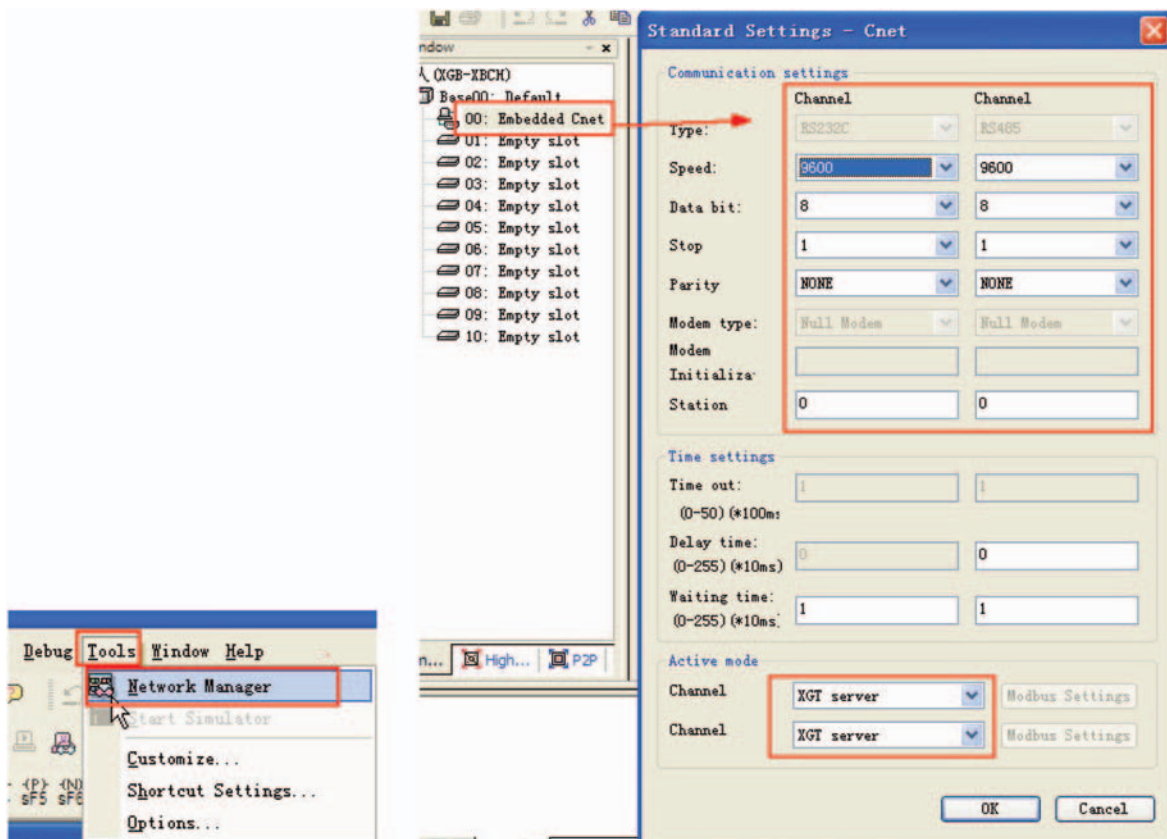 ndow
(XGB-XBCH)
Base00: Default
00: Embedded Cnet
01: Empty slot
02: Empty slot
03: Empty slot
04: Empty slot
05: Empty slot
06: Empty slot
07: Empty slot
08: Empty slot
09: Empty slot
10: Empty slot
n... High... P2P
Debug Tools Window Help
Network Manager
Start Simulator
Customize...
Shortcut Settings...
Options...
{P} {N}
sF5 sF6
Standard Settings - Cnet
Communication settings
Channel Channel
Type: RS232C RS485
Speed: 9600 9600
Data bit: 8 8
Stop 1 1
Parity NONE NONE
Modem type: Null Modem Null Modem
Modem
Initializa
Station 0 0
Time settings
Time out: 1 1
(0-50)(*100ms
Delay time: 0 0
(0-255)(*10ms)
Waiting time: 1 1
(0-255)(*10ms)
Active mode
Channel XGT server Modbus Settings
Channel XGT server Modbus Settings
OK Cancel